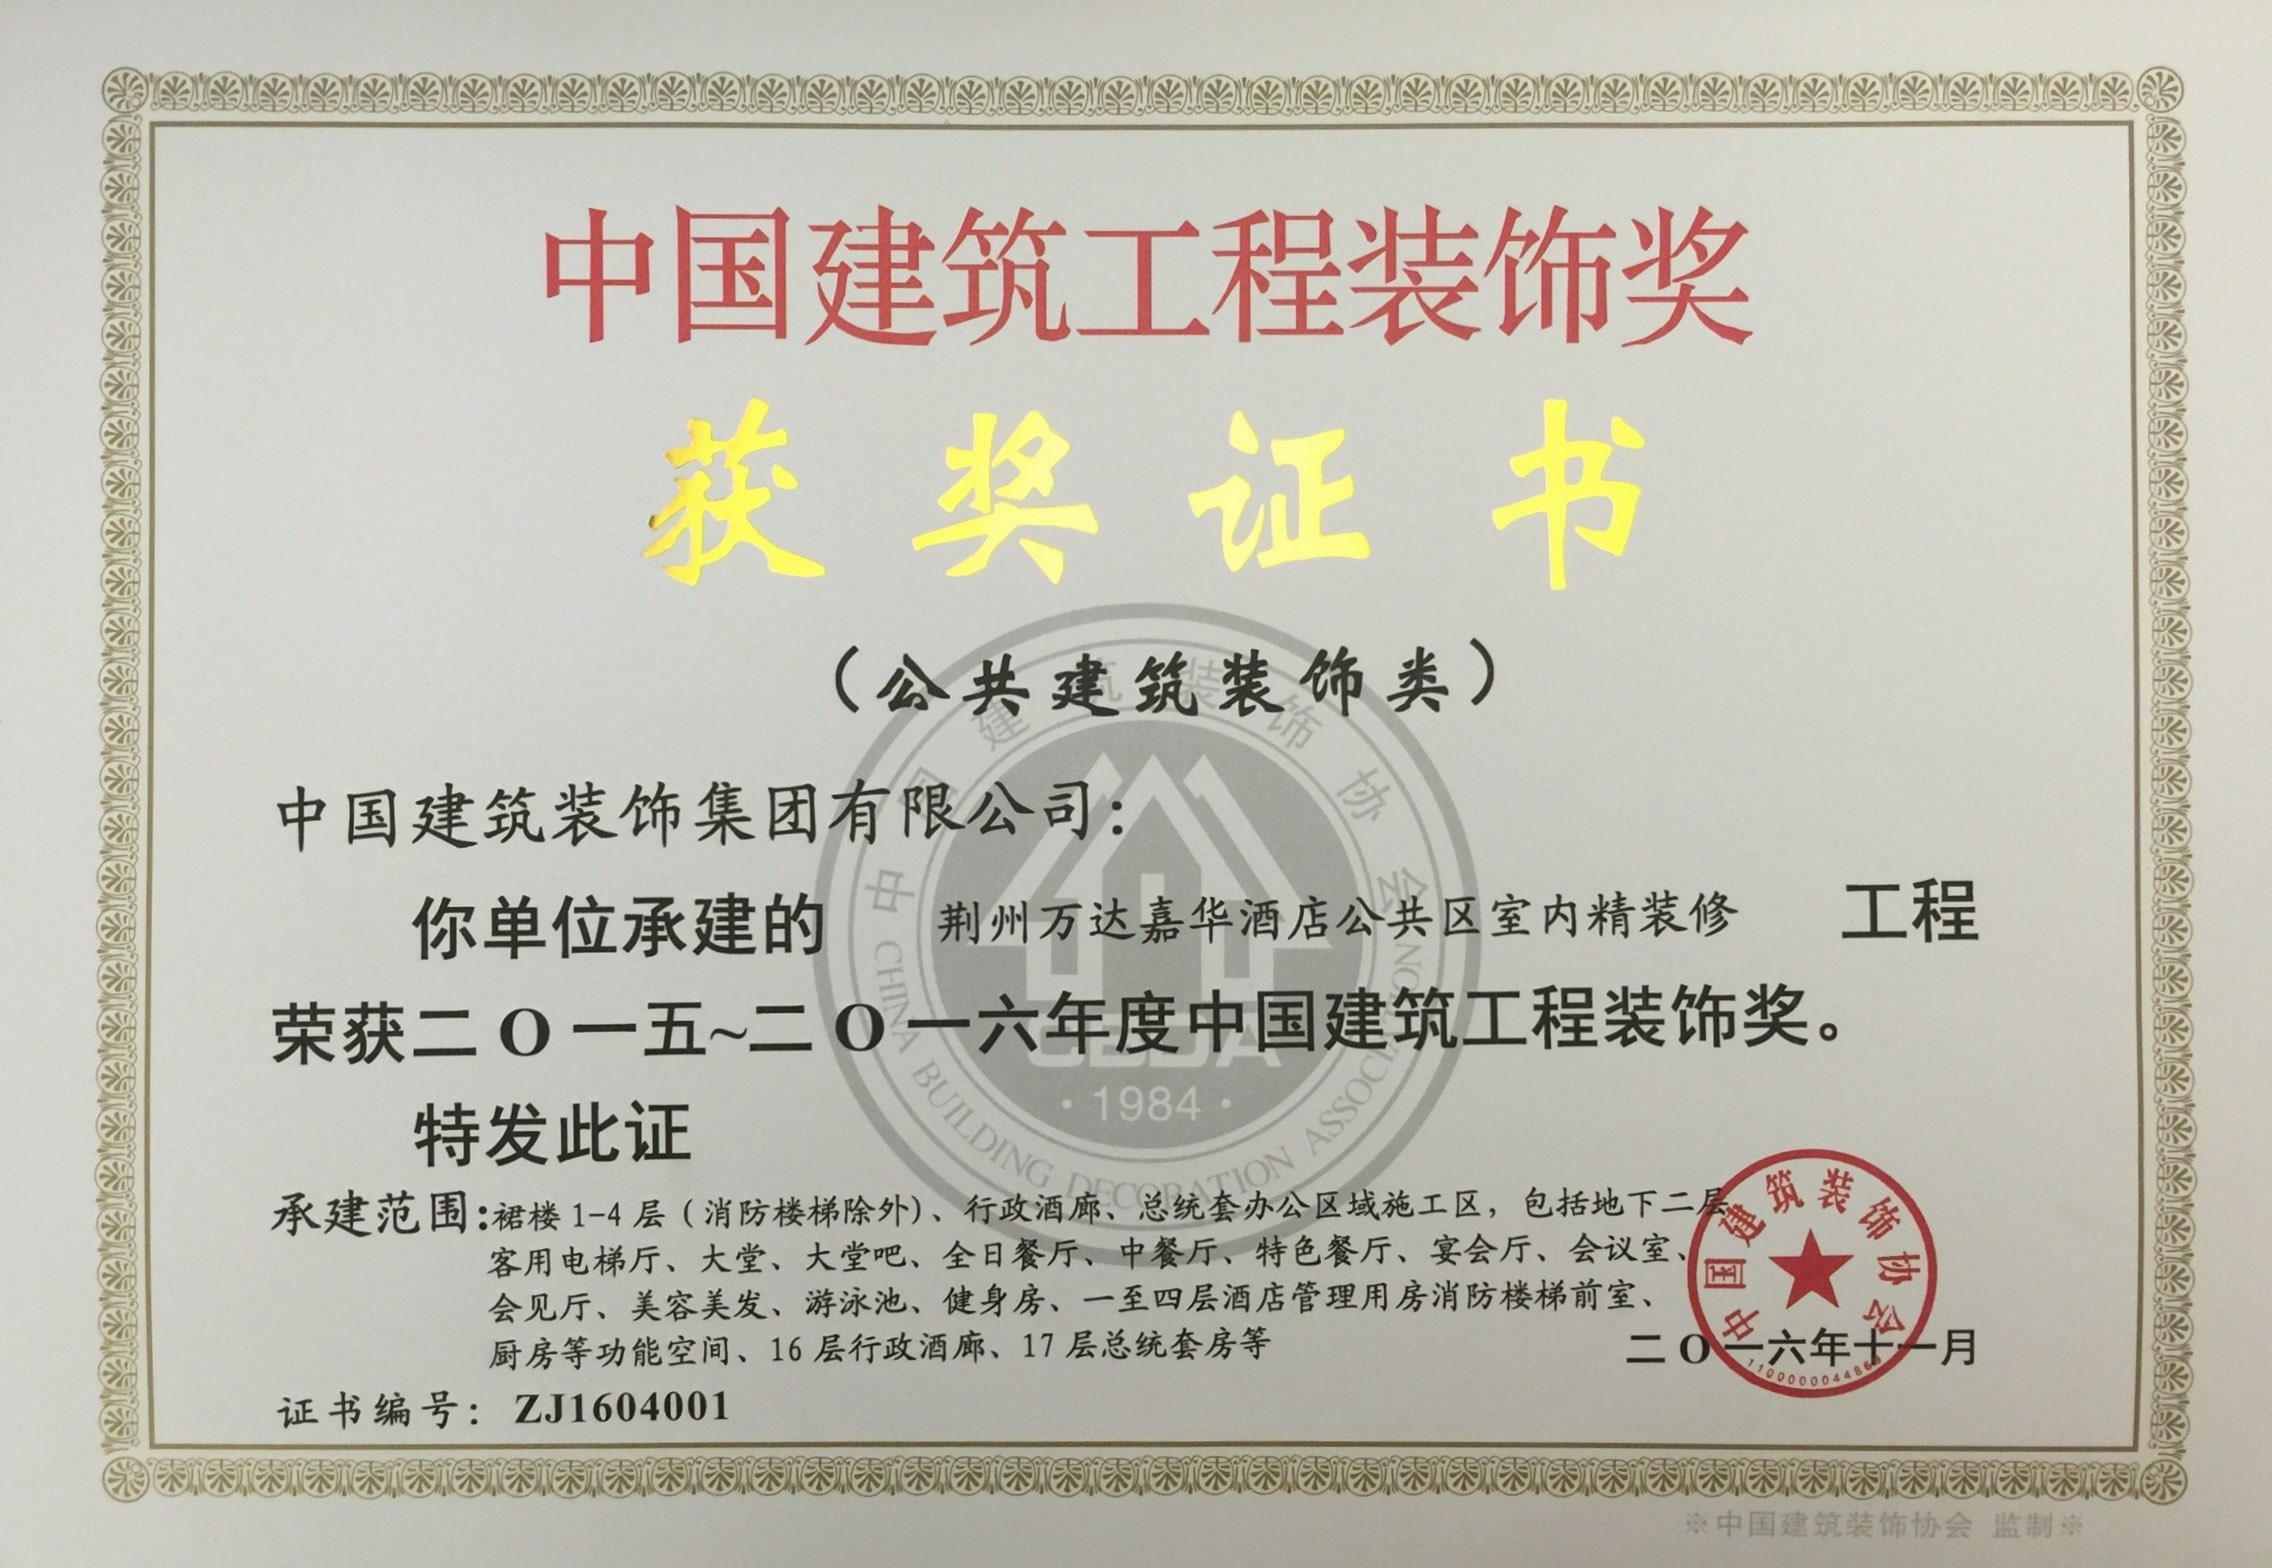 中国建筑工程装饰奖
获奖证书
（公共建筑装饰类）
中国建筑装饰集团有限公司：
你单位承建的 荆州万达嘉华酒店公共区室内精装修 工程
荣获二O一五~二O一六年度中国建筑工程装饰奖。
特发此证
承建范围:裙楼1-4层（消防楼梯除外）、行政酒廊、总统套办公区域施工区，包括地下二层
客用电梯厅、大堂、大堂吧、全日餐厅、中餐厅、特色餐厅、宴会厅、会议室、
会见厅、美容美发、游泳池、健身房、一至四层酒店管理用房消防楼梯前室、
厨房等功能空间、16层行政酒廊、17层总统套房等
二O一六年十一月
证书编号：ZJ1604001
中国建筑装饰协会
CHINA BUILDING DECORATION ASSOCIATION
CBDA
·1984·
中国建筑装饰协会
※中国建筑装饰协会 监制※